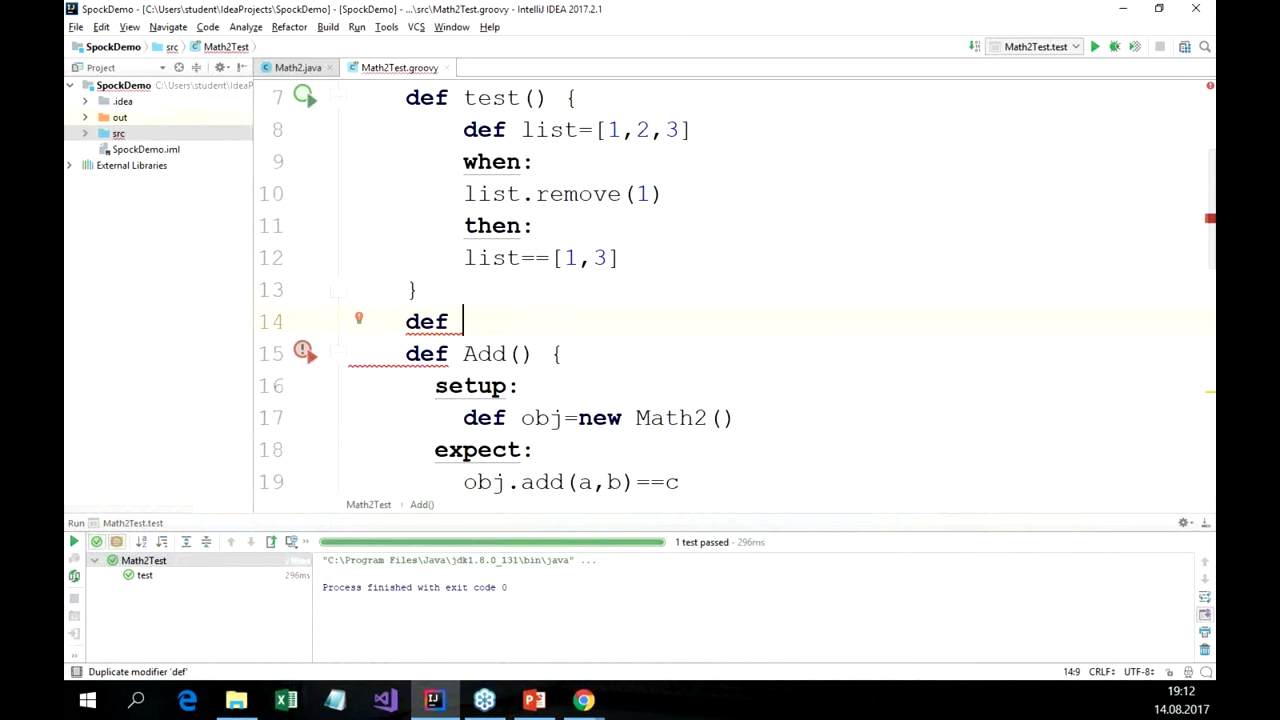 SpockDemo - [C:\Users\student\IdeaProjects\SpockDemo] - [SpockDemo] - ...\src\Math2Test.groovy - IntelliJ IDEA 2017.2.1
File Edit View Navigate Code Analyze Refactor Build Run Tools VCS Window Help
SpockDemo src Math2Test Math2Test.test
Project Math2.java Math2Test.groovy
SpockDemo C:\Users\student\IdeaP
.idea
out
src
SpockDemo.iml
External Libraries
7 def test() {
8 def list=[1,2,3]
9 when:
10 list.remove(1)
11 then:
12 list==[1,3]
13 }
14 def
15 def Add() {
16 setup:
17 def obj=new Math2()
18 expect:
19 obj.add(a,b)==c
Math2Test Add()
Run Math2Test.test
1 test passed - 296ms
Math2Test
test 296ms
"C:\Program Files\Java\jdk1.8.0_131\bin\java" ...
Process finished with exit code 0
Duplicate modifier 'def' 14:9 CRLF UTF-8
19:12
14.08.2017